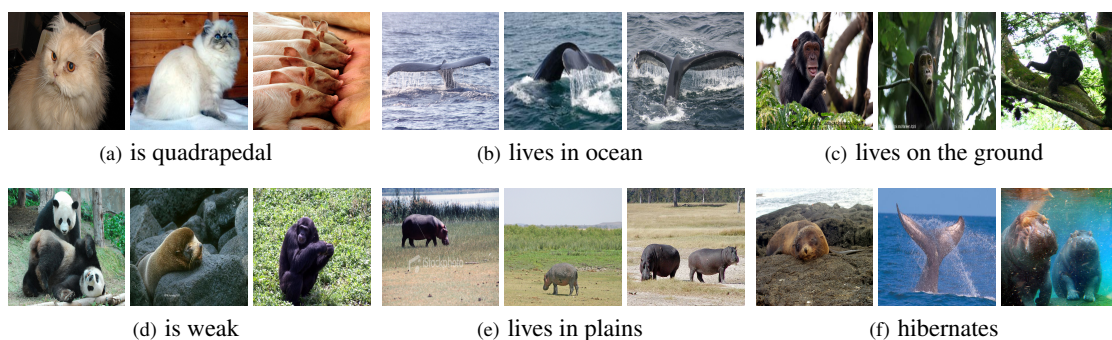 (a) is quadrapedal
(b) lives in ocean
(c) lives on the ground
(d) is weak
(e) lives in plains
(f) hibernates